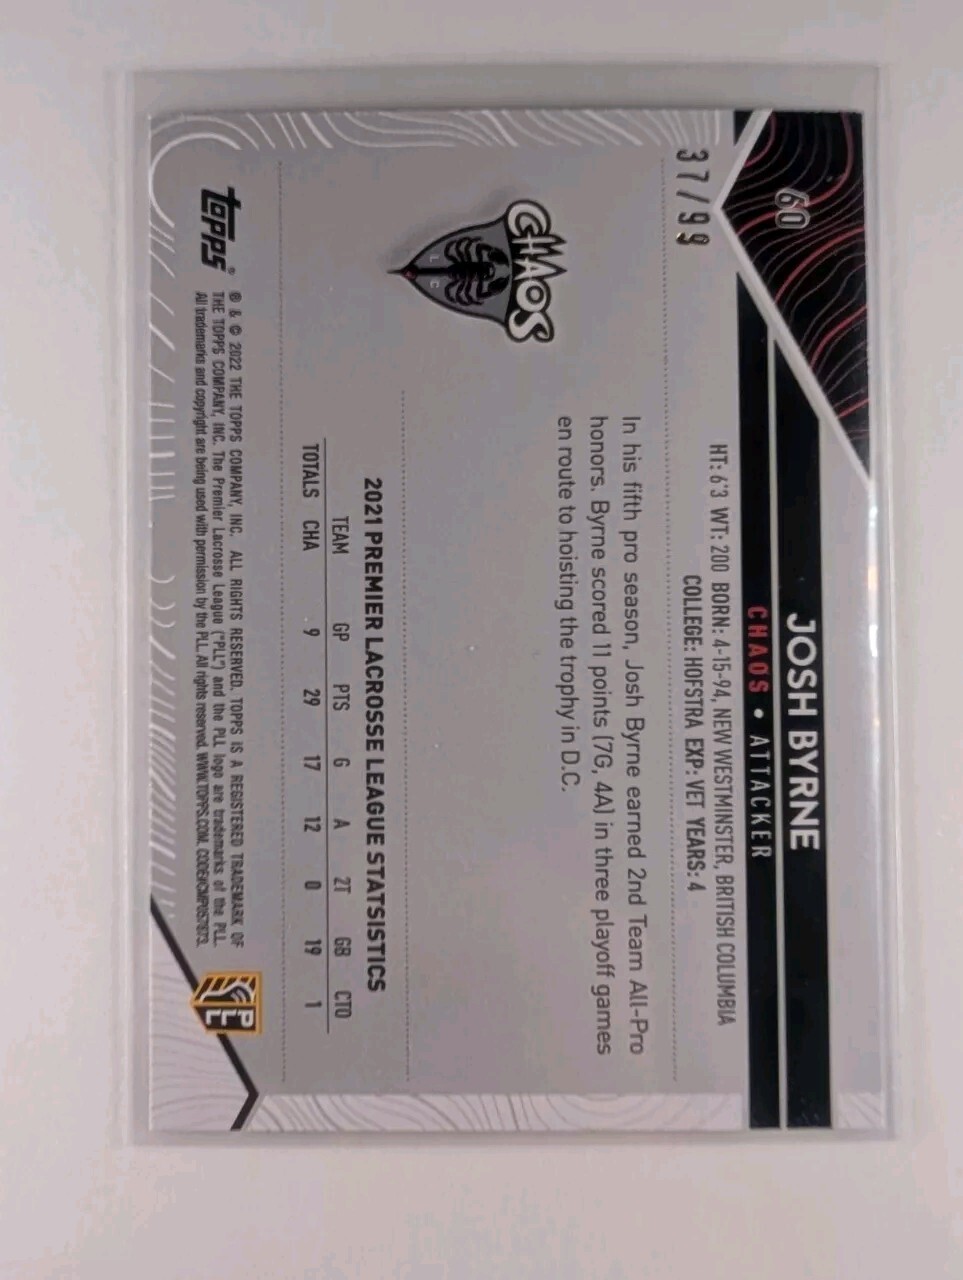 60
JOSH BYRNE
CHAOS • ATTACKER
HT: 6'3 WT: 200 BORN: 4-15-94, NEW WESTMINSTER, BRITISH COLUMBIA
COLLEGE: HOFSTRA EXP: VET YEARS: 4
37/99
CHAOS
L C
In his fifth pro season, Josh Byrne earned 2nd Team All-Pro
honors. Byrne scored 11 points (7G, 4A) in three playoff games
en route to hoisting the trophy in D.C.
2021 PREMIER LACROSSE LEAGUE STATSISTICS
TEAM GP PTS G A 2T GB CTO
TOTALS CHA 9 29 17 12 0 19 1
topps®
® & © 2022 THE TOPPS COMPANY, INC. ALL RIGHTS RESERVED. TOPPS IS A REGISTERED TRADEMARK OF
THE TOPPS COMPANY, INC. The Premier Lacrosse League ("PLL") and the PLL logo are trademarks of the PLL.
All trademarks and copyright are being used with permission by the PLL. All rights reserved. WWW.TOPPS.COM. CODE#CMP057873.
PLL